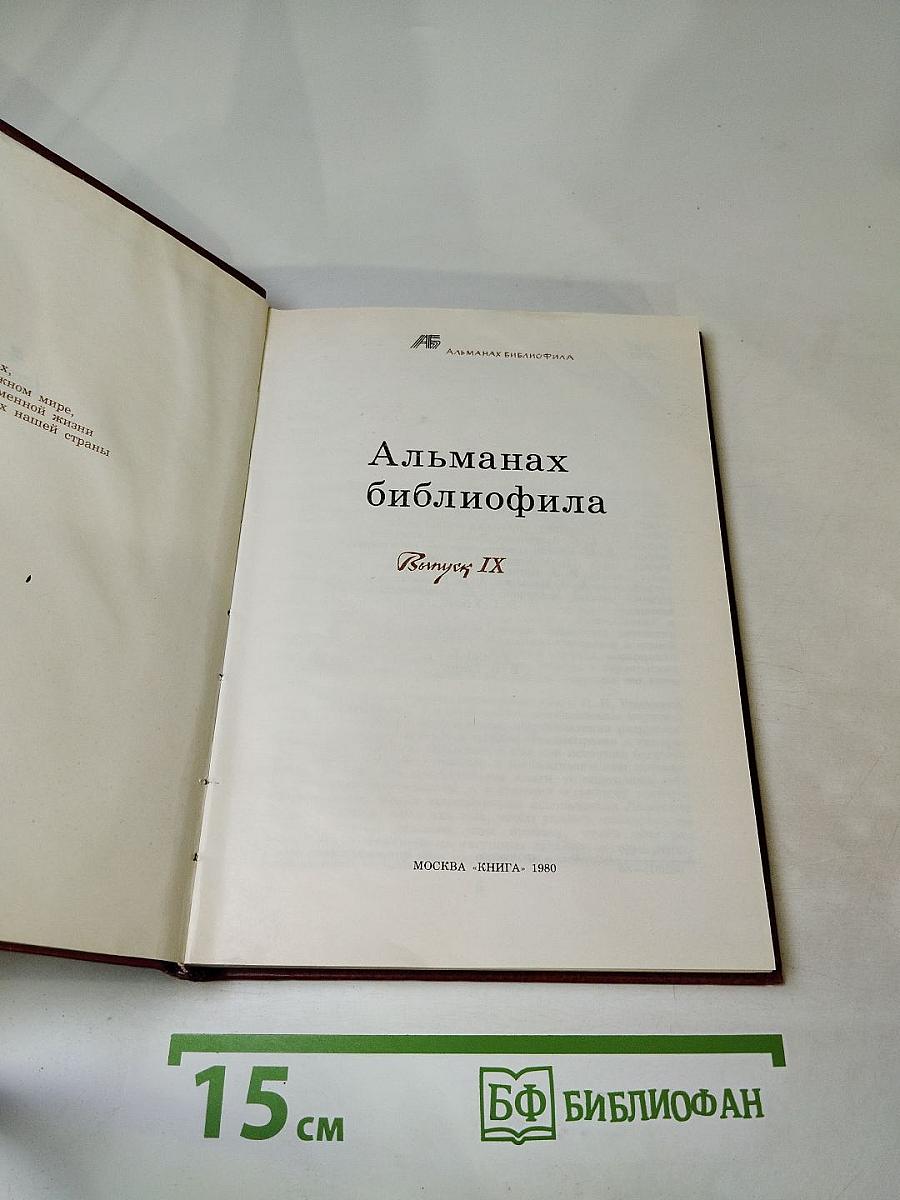 х,
жном мире,
менной жизни
х нашей страны
АБ АЛЬМАНАХ БИБЛИОФИЛА
Альманах
библиофила
Выпуск IX
МОСКВА «КНИГА» 1980
15 см
БФ БИБЛИОФАН